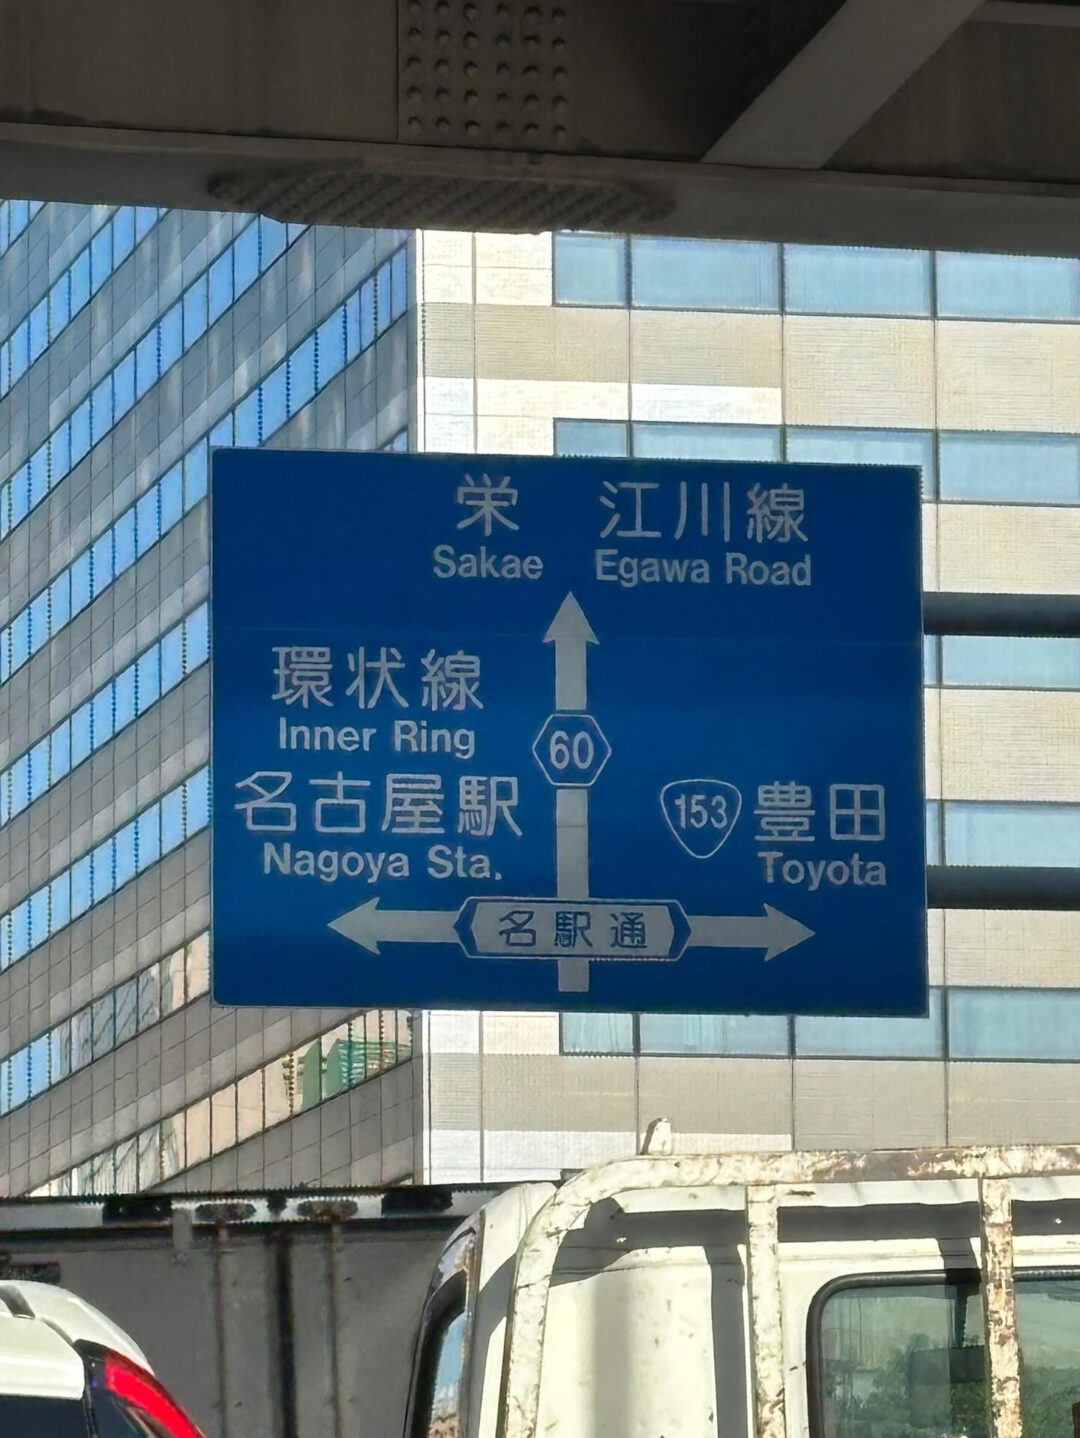 栄 江川線
Sakae Egawa Road
環状線
Inner Ring
60
名古屋駅
Nagoya Sta.
153 豊田
Toyota
名駅通